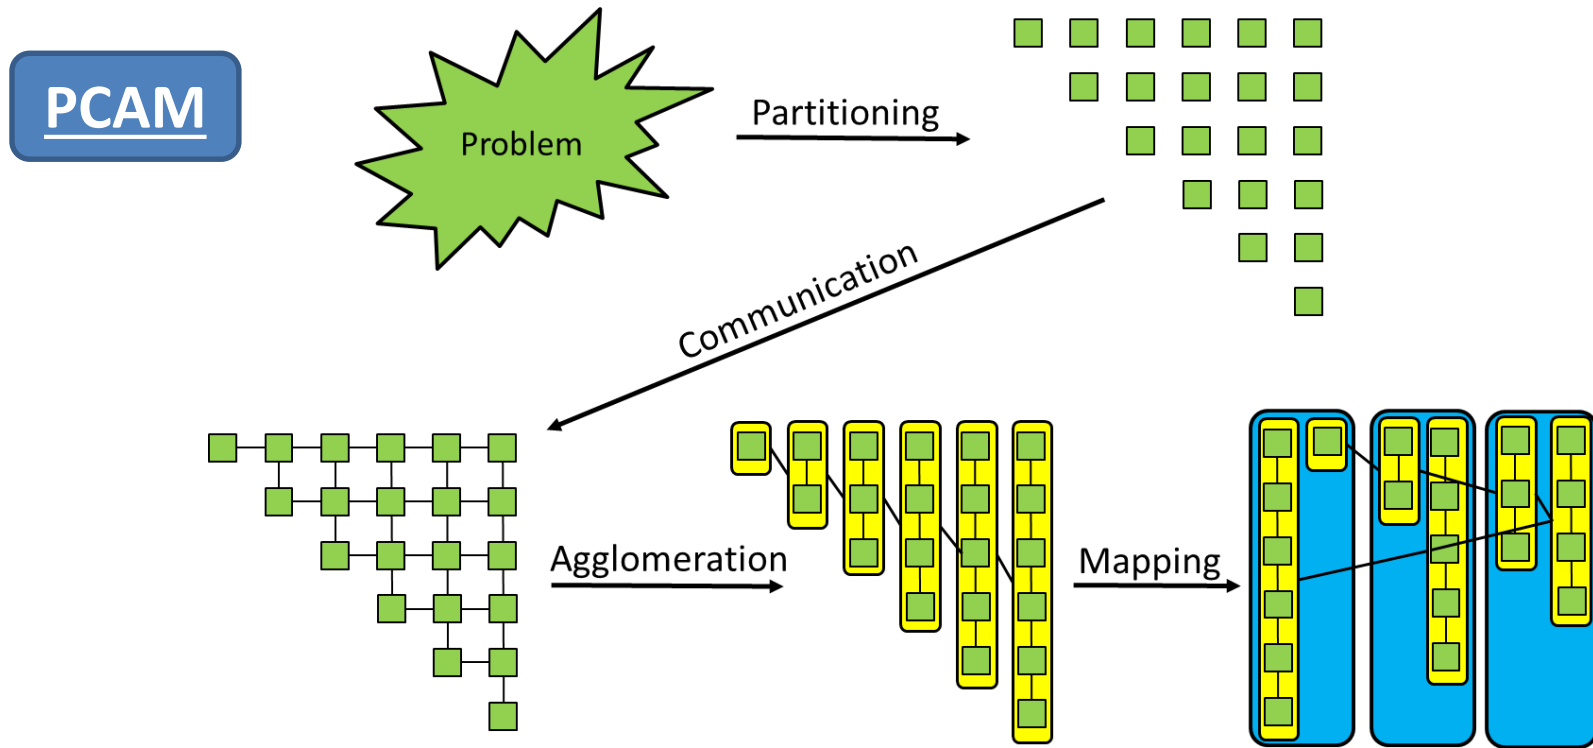 PCAM
Problem
Partitioning
Communication
Agglomeration
Mapping